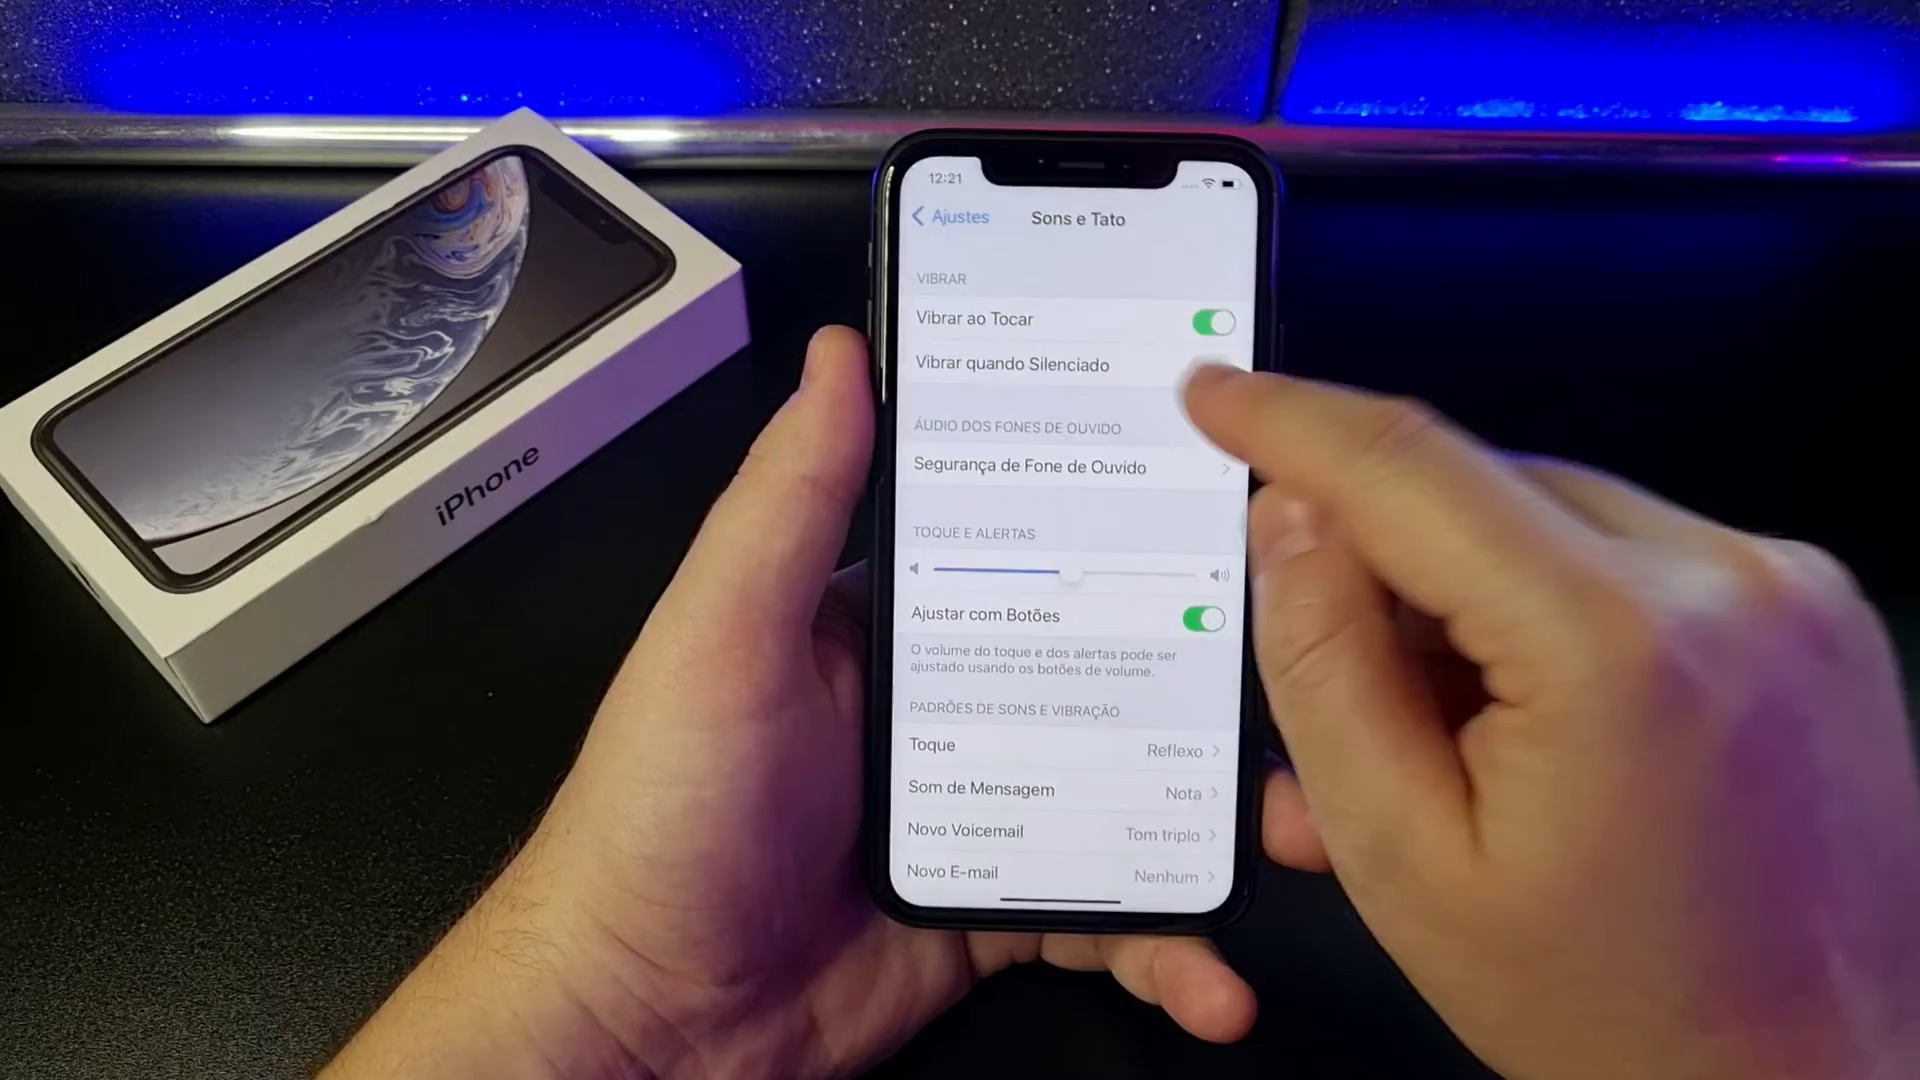 iPhone
12:21
Ajustes
Sons e Tato
VIBRAR
Vibrar ao Tocar
Vibrar quando Silenciado
ÁUDIO DOS FONES DE OUVIDO
Segurança de Fone de Ouvido
TOQUE E ALERTAS
Ajustar com Botões
O volume do toque e dos alertas pode ser
ajustado usando os botões de volume.
PADRÕES DE SONS E VIBRAÇÃO
Toque Reflexo
Som de Mensagem Nota
Novo Voicemail Tom triplo
Novo E-mail Nenhum